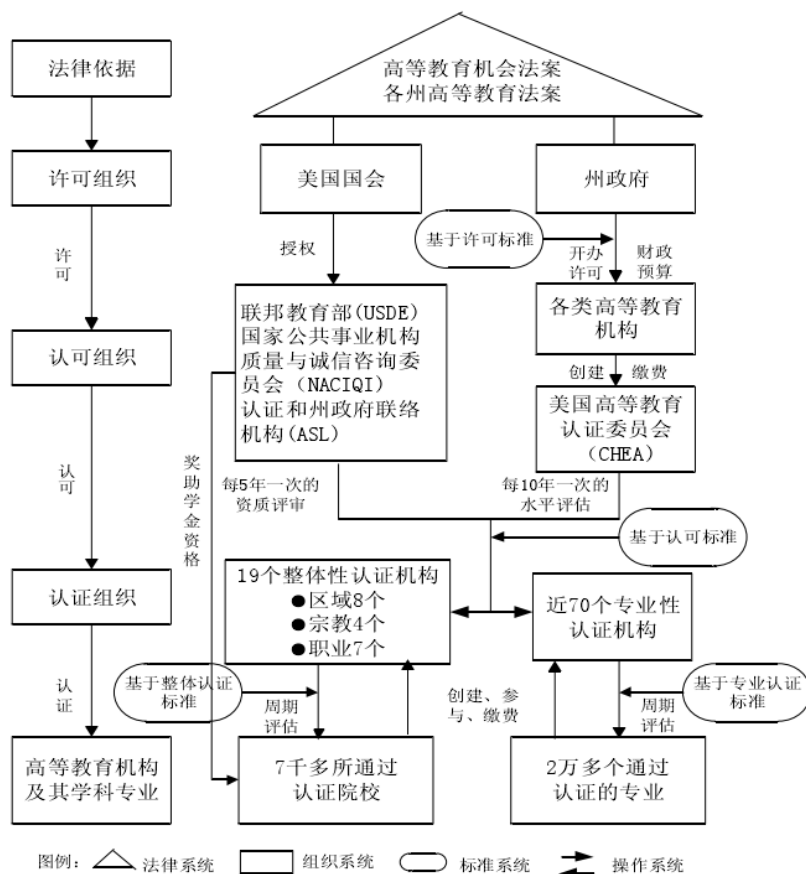 高等教育机会法案
各州高等教育法案
法律依据
许可组织
美国国会
州政府
许可
授权
基于许可标准
开办
许可
财政
预算
认可组织
联邦教育部(USDE)
国家公共事业机构
质量与诚信咨询委
员会（NACIQI)
认证和州政府联络
机构(ASL)
各类高等教育
机构
创建
缴费
美国高等教育
认证委员会
（CHEA)
认可
奖助学金资格
每5年一次的
资质评审
每10年一次的
水平评估
基于认可标准
认证组织
19个整体性认证机构
●区域8个
●宗教4个
●职业7个
近70个专业性
认证机构
认证
基于整体认证
标准
周期
评估
创建、参
与、缴费
周期
评估
基于专业认证
标准
高等教育机构
及其学科专业
7千多所通过
认证院校
2万多个通过
认证的专业
图例：
法律系统
组织系统
标准系统
操作系统